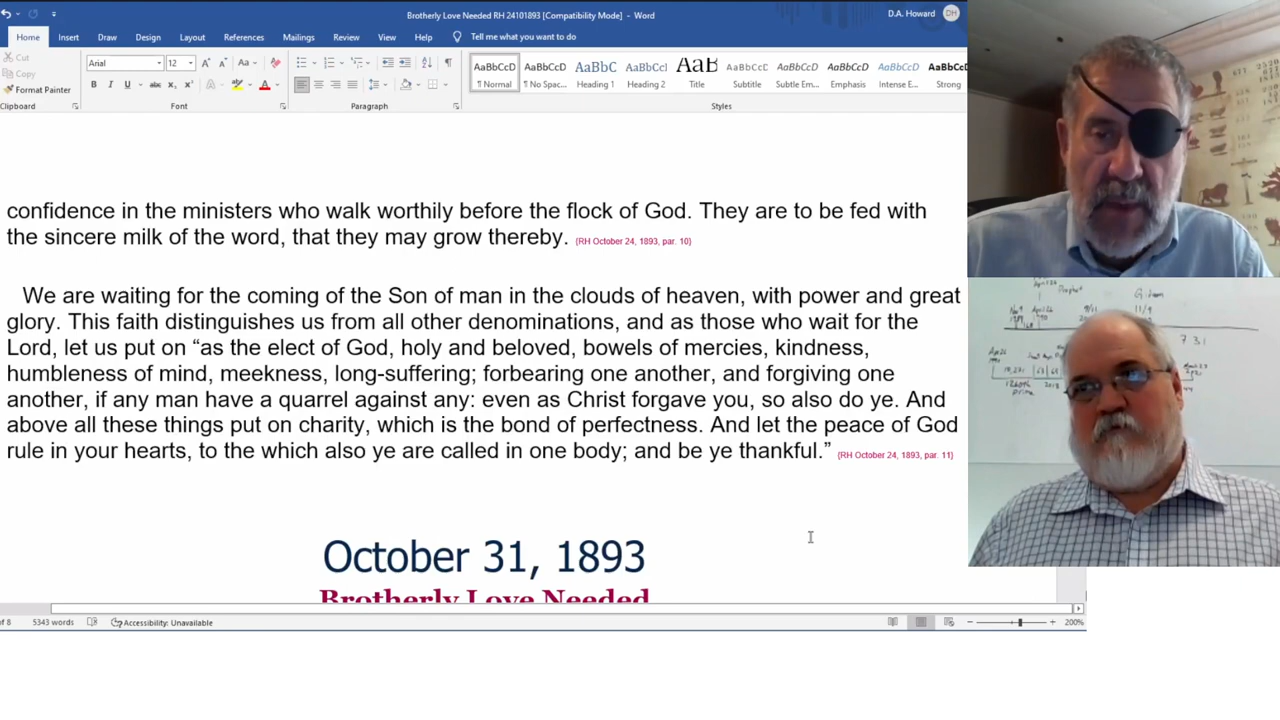 Brotherly Love Needed RH 24101893 [Compatibility Mode] - Word
D.A. Howard
DH
Home Insert Draw Design Layout References Mailings Review View Help Tell me what you want to do
Cut
Copy
Format Painter
Clipboard
Arial 12
Font
Paragraph
AaBbCcD AaBbCcD AaBbC AaBbCcD AaB AaBbCcD AaBbCcD AaBbCcD AaBbCcD AaBbCc
¶ Normal ¶ No Spac... Heading 1 Heading 2 Title Subtitle Subtle Em... Emphasis Intense E... Strong
Styles
confidence in the ministers who walk worthily before the flock of God. They are to be fed with
the sincere milk of the word, that they may grow thereby. {RH October 24, 1893, par. 10}
We are waiting for the coming of the Son of man in the clouds of heaven, with power and great
glory. This faith distinguishes us from all other denominations, and as those who wait for the
Lord, let us put on “as the elect of God, holy and beloved, bowels of mercies, kindness,
humbleness of mind, meekness, long-suffering; forbearing one another, and forgiving one
another, if any man have a quarrel against any: even as Christ forgave you, so also do ye. And
above all these things put on charity, which is the bond of perfectness. And let the peace of God
rule in your hearts, to the which also ye are called in one body; and be ye thankful.” {RH October 24, 1893, par. 11}
October 31, 1893
Brotherly Love Needed
of 8 5343 words Accessibility: Unavailable
200%
9/11
11/9
7 3 1